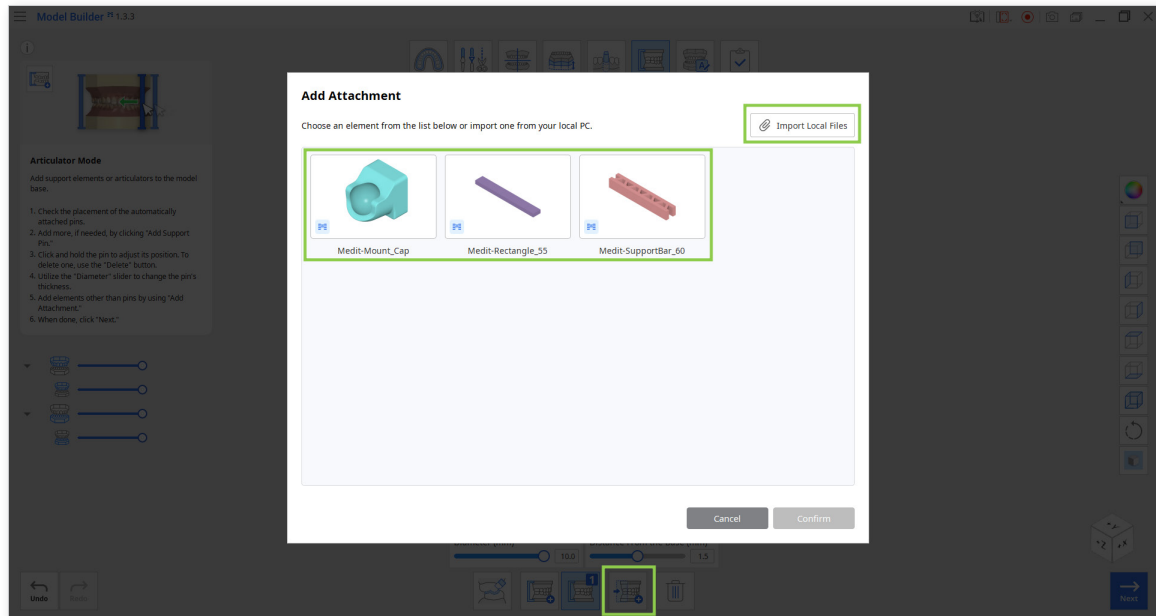 Model Builder 1.3.3
Add Attachment
Choose an element from the list below or import one from your local PC.
Import Local Files
Medit-Mount_Cap
Medit-Rectangle_55
Medit-SupportBar_60
Cancel
Confirm
Articulator Mode
Add support elements or articulators to the model
base.
1. Check the placement of the automatically
attached pins.
2. Add more, if needed, by clicking "Add Support
Pin."
3. Click and hold the pin to adjust its position. To
delete one, use the "Delete" button.
4. Utilize the "Diameter" slider to change the pin's
thickness.
5. Add elements other than pins by using "Add
Attachment."
6. When done, click "Next."
10.0
1.5
1
Undo
Redo
Next